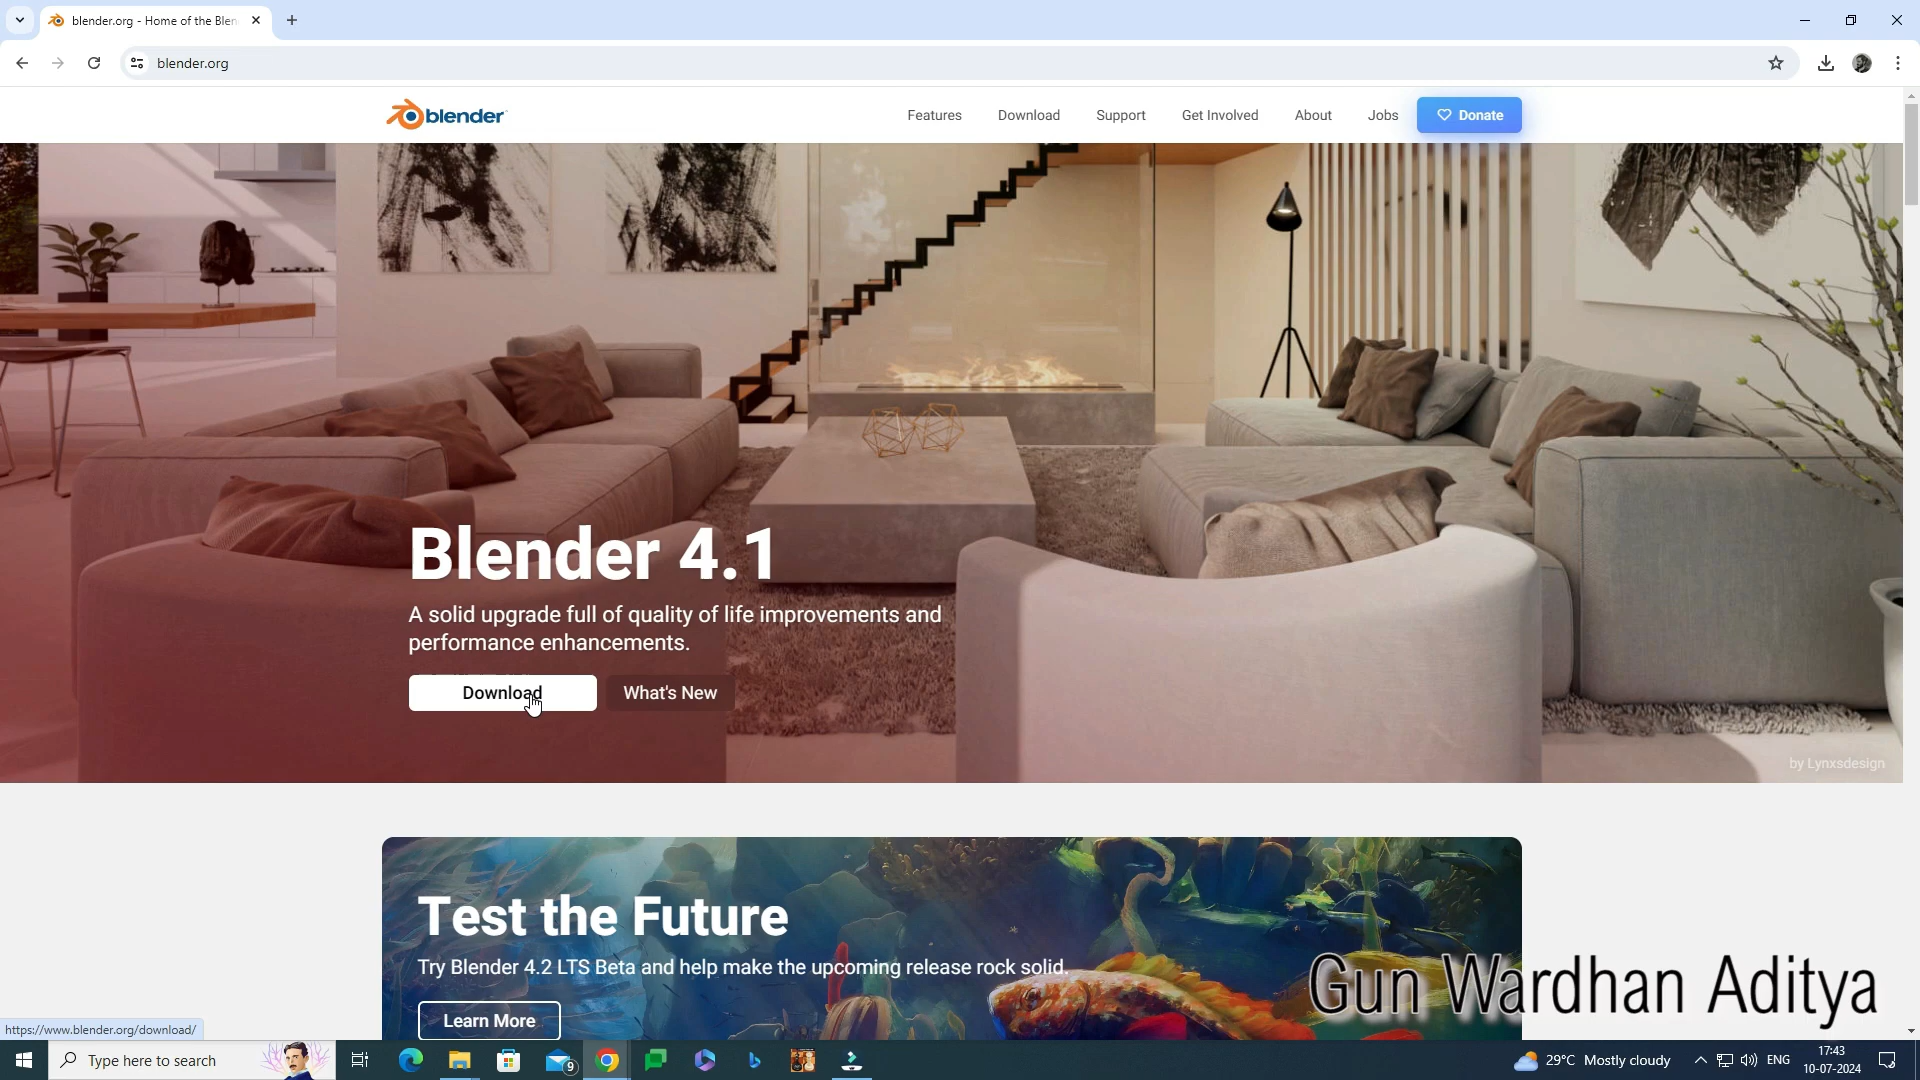 blender.org - Home of the Blen
blender.org
blender
Features
Download
Support
Get Involved
About
Jobs
Donate
Blender 4.1
A solid upgrade full of quality of life improvements and
performance enhancements.
Download
What's New
by Lynxsdesign
Test the Future
Try Blender 4.2 LTS Beta and help make the upcoming release rock solid.
Learn More
Gun Wardhan Aditya
https://www.blender.org/download/
Type here to search
9
29°C Mostly cloudy
ENG
17:43
10-07-2024